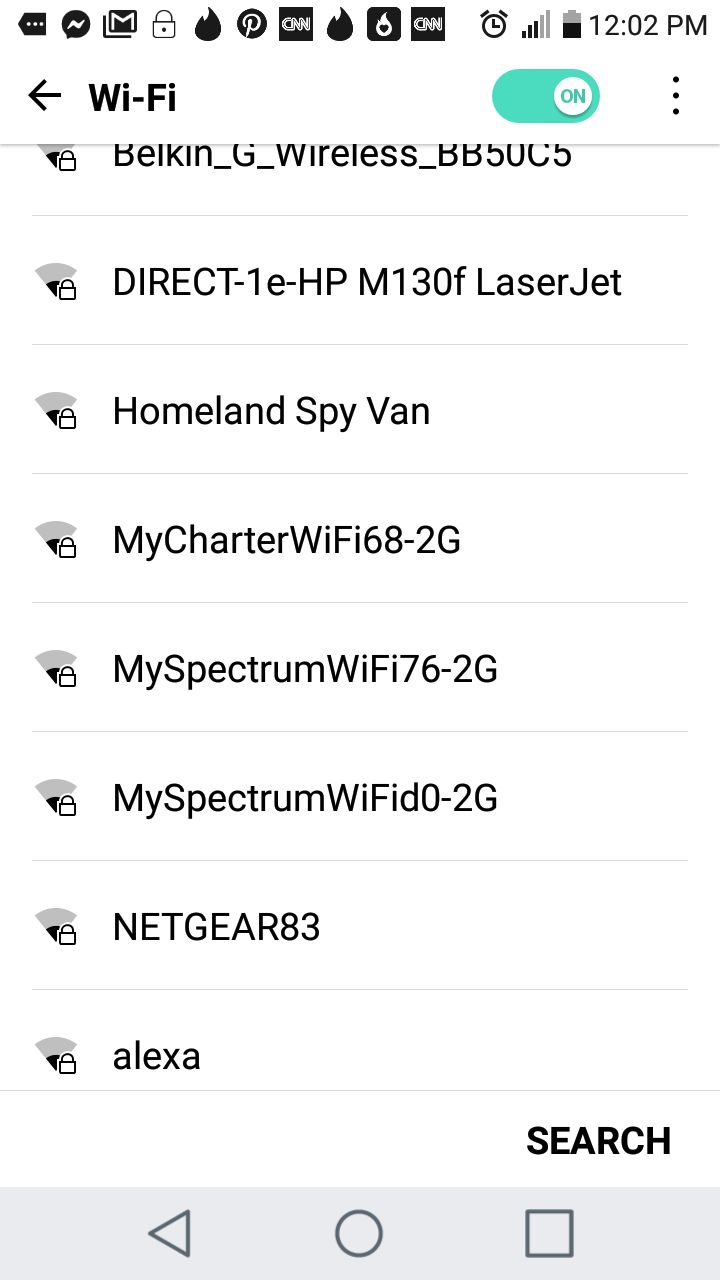 CNN CNN 12:02 PM
Wi-Fi ON
Belkin_G_Wireless_BB50C5
DIRECT-1e-HP M130f LaserJet
Homeland Spy Van
MyCharterWiFi68-2G
MySpectrumWiFi76-2G
MySpectrumWiFid0-2G
NETGEAR83
alexa
SEARCH